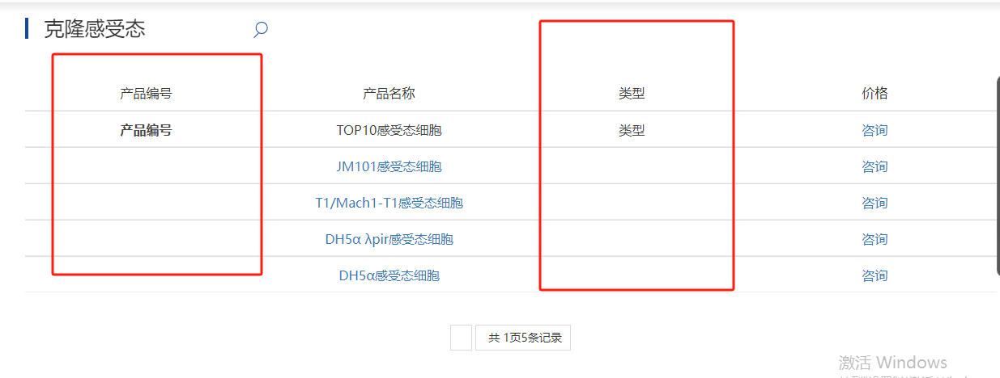 克隆感受态
产品编号 产品名称 类型 价格
产品编号 TOP10感受态细胞 类型 咨询
JM101感受态细胞 咨询
T1/Mach1-T1感受态细胞 咨询
DH5α λpir感受态细胞 咨询
DH5α感受态细胞 咨询
共 1页5条记录
激活 Windows